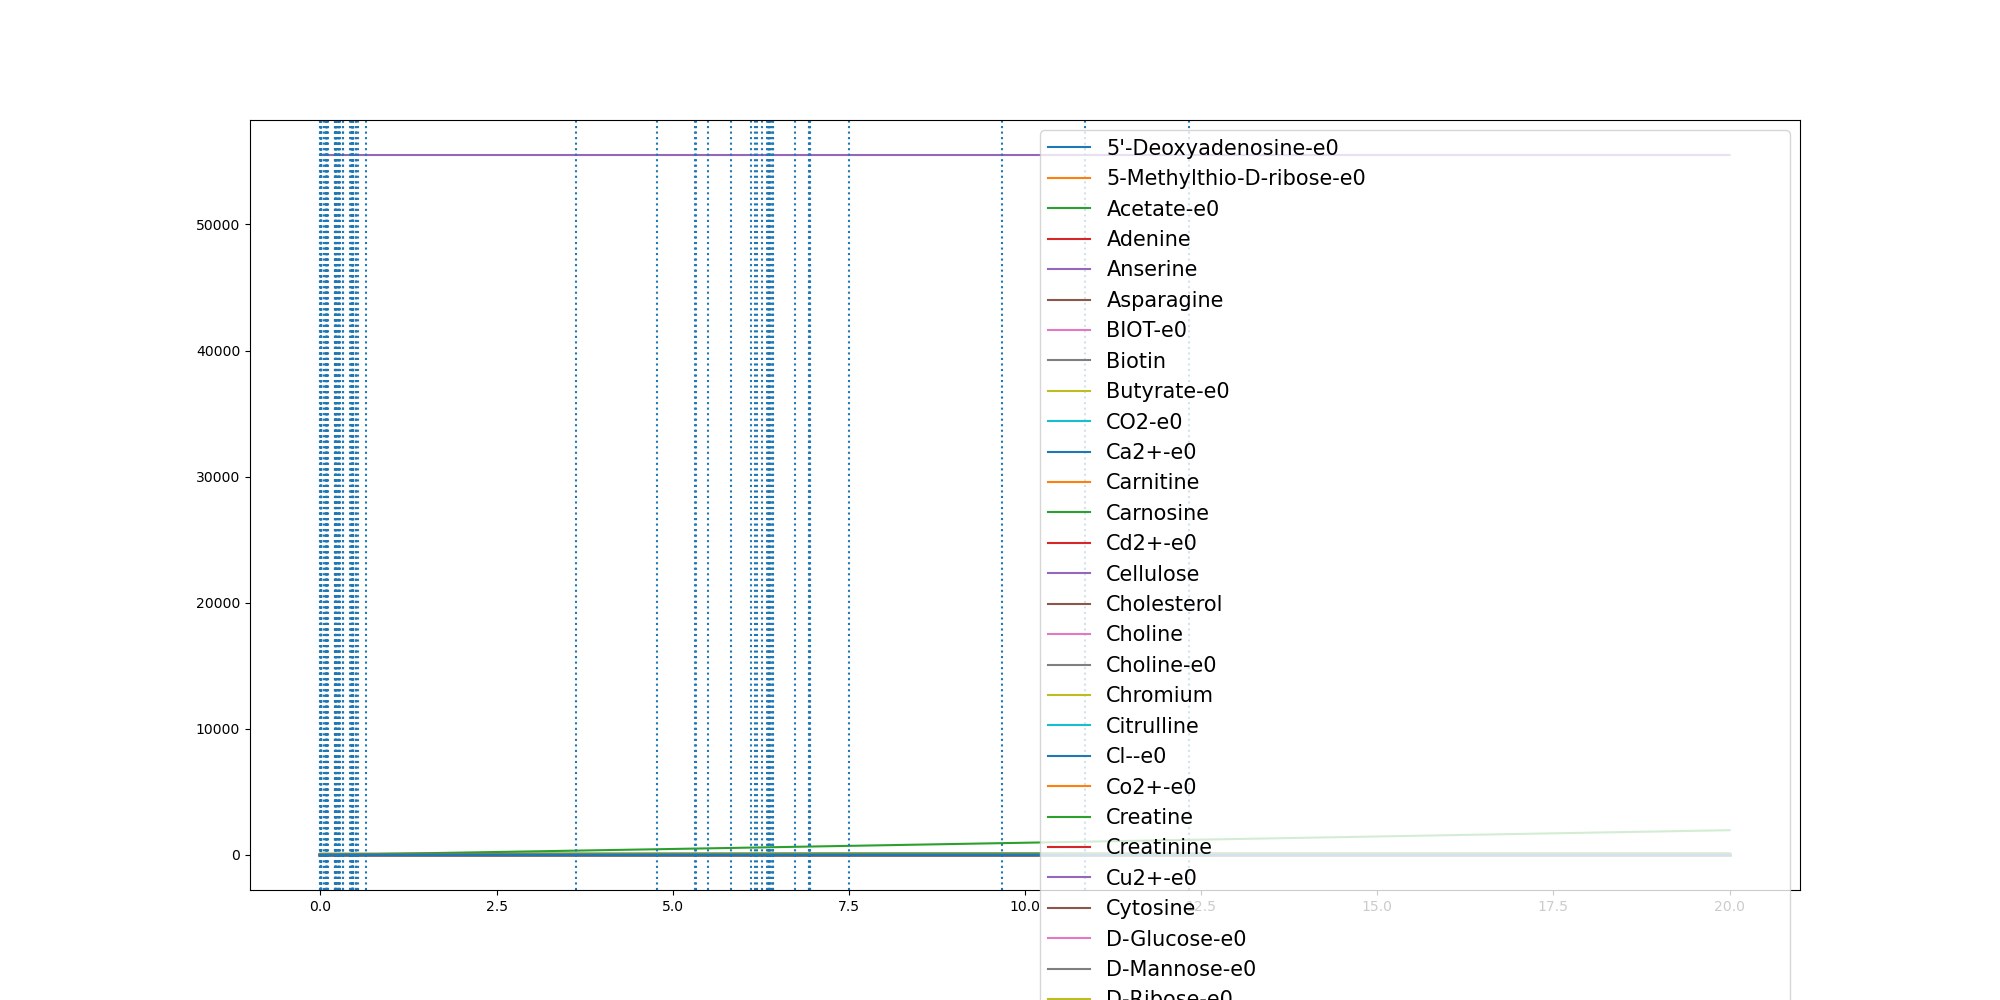 50000
40000
30000
20000
10000
0
0.0 2.5 5.0 7.5 10.0 15.0 17.5 20.0
5'-Deoxyadenosine-e0
5-Methylthio-D-ribose-e0
Acetate-e0
Adenine
Anserine
Asparagine
BIOT-e0
Biotin
Butyrate-e0
CO2-e0
Ca2+-e0
Carnitine
Carnosine
Cd2+-e0
Cellulose
Cholesterol
Choline
Choline-e0
Chromium
Citrulline
Cl--e0
Co2+-e0
Creatine
Creatinine
Cu2+-e0
Cytosine
D-Glucose-e0
D-Mannose-e0
D-Ribose-e0